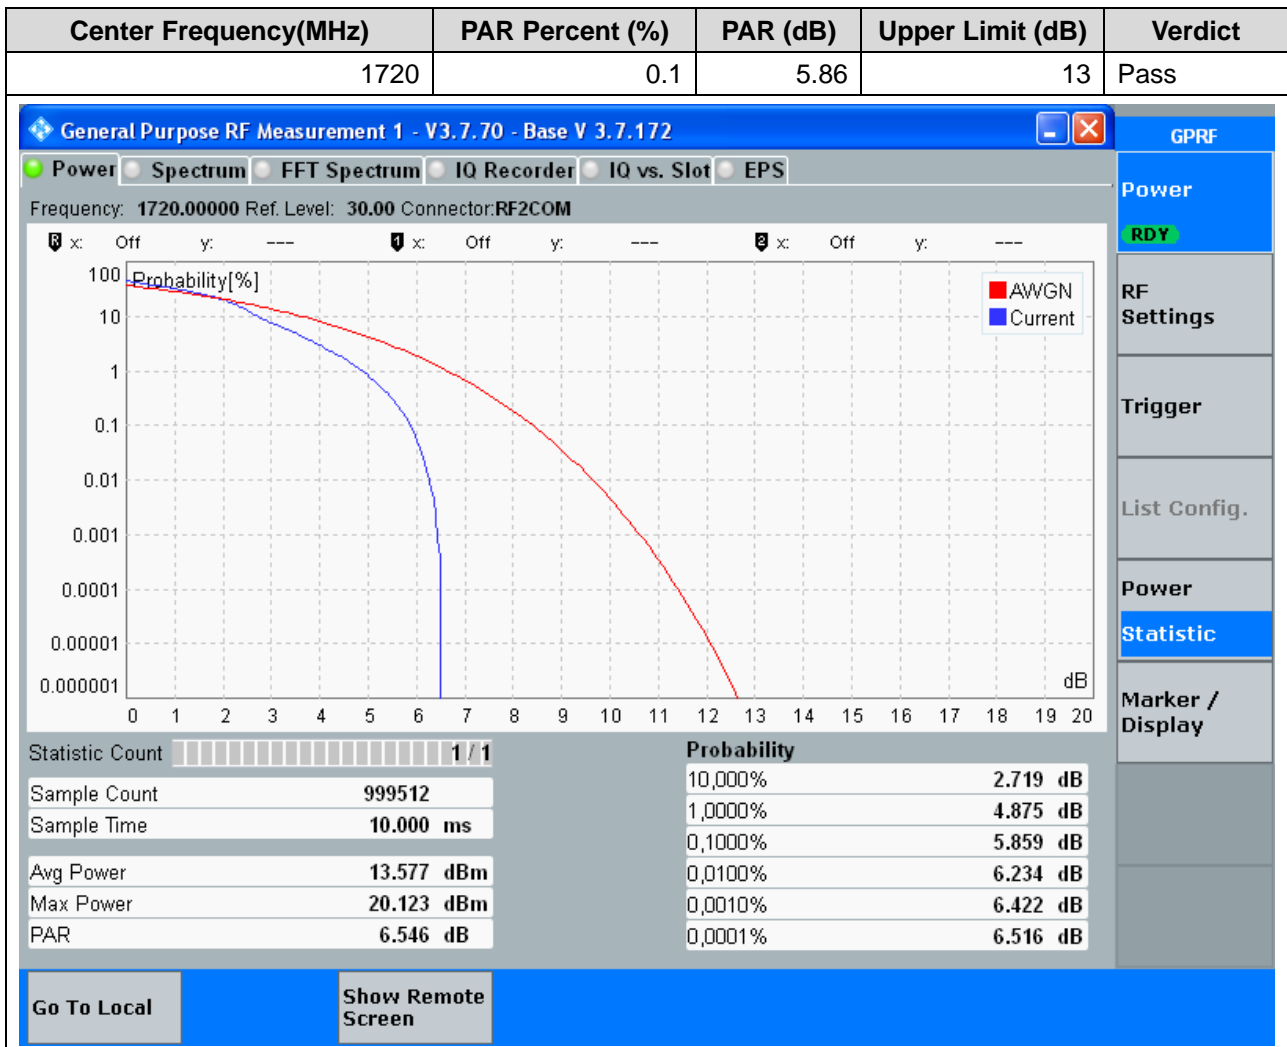 Center Frequency(MHz) PAR Percent (%) PAR (dB) Upper Limit (dB) Verdict
1720 0.1 5.86 13 Pass
General Purpose RF Measurement 1 - V3.7.70 - Base V 3.7.172
GPRF
Power Spectrum FFT Spectrum IQ Recorder IQ vs. Slot EPS
Frequency: 1720.00000 Ref. Level: 30.00 Connector:RF2COM
R x: Off y: --- 1 x: Off y: --- 2 x: Off y: ---
Probability[%]
AWGN
Current
100
10
1
0.1
0.01
0.001
0.0001
0.00001
0.000001
dB
0 1 2 3 4 5 6 7 8 9 10 11 12 13 14 15 16 17 18 19 20
Statistic Count 1 / 1
Sample Count 999512
Sample Time 10.000 ms
Avg Power 13.577 dBm
Max Power 20.123 dBm
PAR 6.546 dB
Probability
10,000% 2.719 dB
1,0000% 4.875 dB
0,1000% 5.859 dB
0,0100% 6.234 dB
0,0010% 6.422 dB
0,0001% 6.516 dB
Power
RDY
RF
Settings
Trigger
List Config.
Power
Statistic
Marker /
Display
Go To Local
Show Remote
Screen